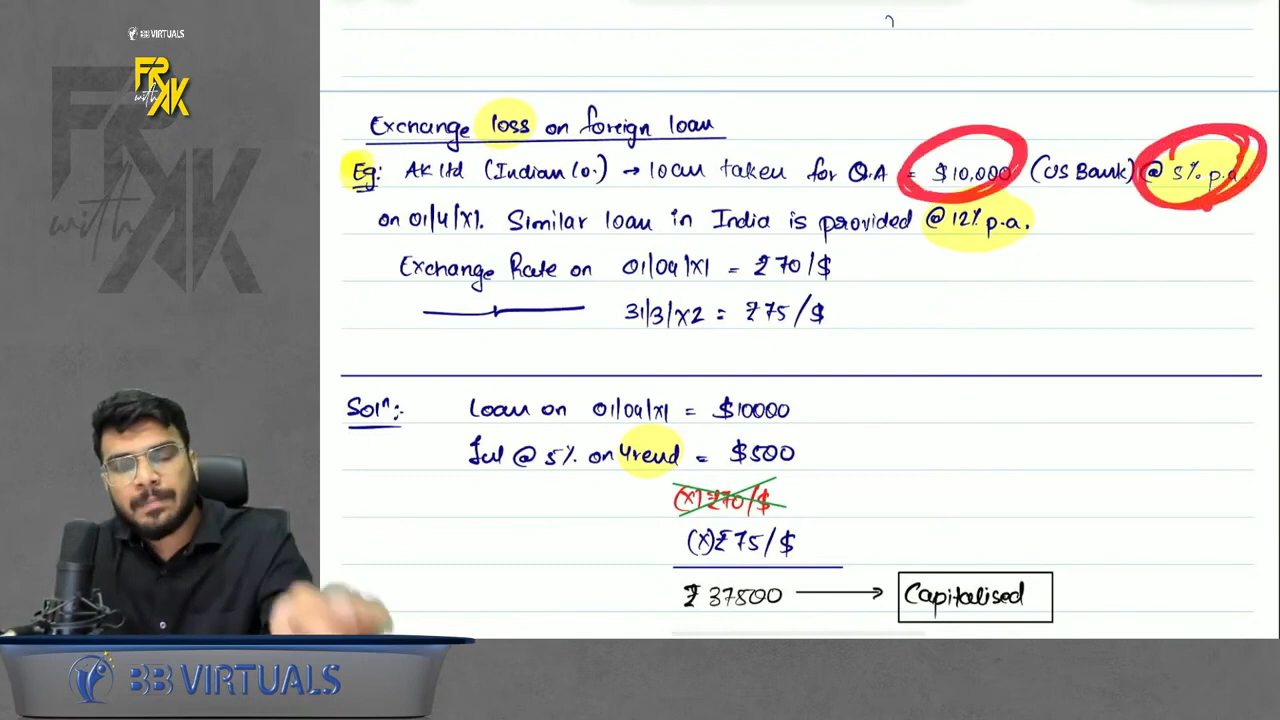 BB VIRTUALS
FR
with
AK
Exchange loss on foreign loan
Eg: AK ltd (Indian Co.) → loan taken for Q.A = $10,000 (US Bank) @ 5% p.a.
on 01/4/X1. Similar loan in India is provided @ 12% p.a.
Exchange Rate on 01/04/X1 = ₹70/$
31/3/X2 = ₹75/$
Solⁿ:- Loan on 01/04/X1 = $10000
Int @ 5% on Yrend = $500
(X) ₹70/$
(X) ₹75/$
₹ 37500 → Capitalised
BB VIRTUALS